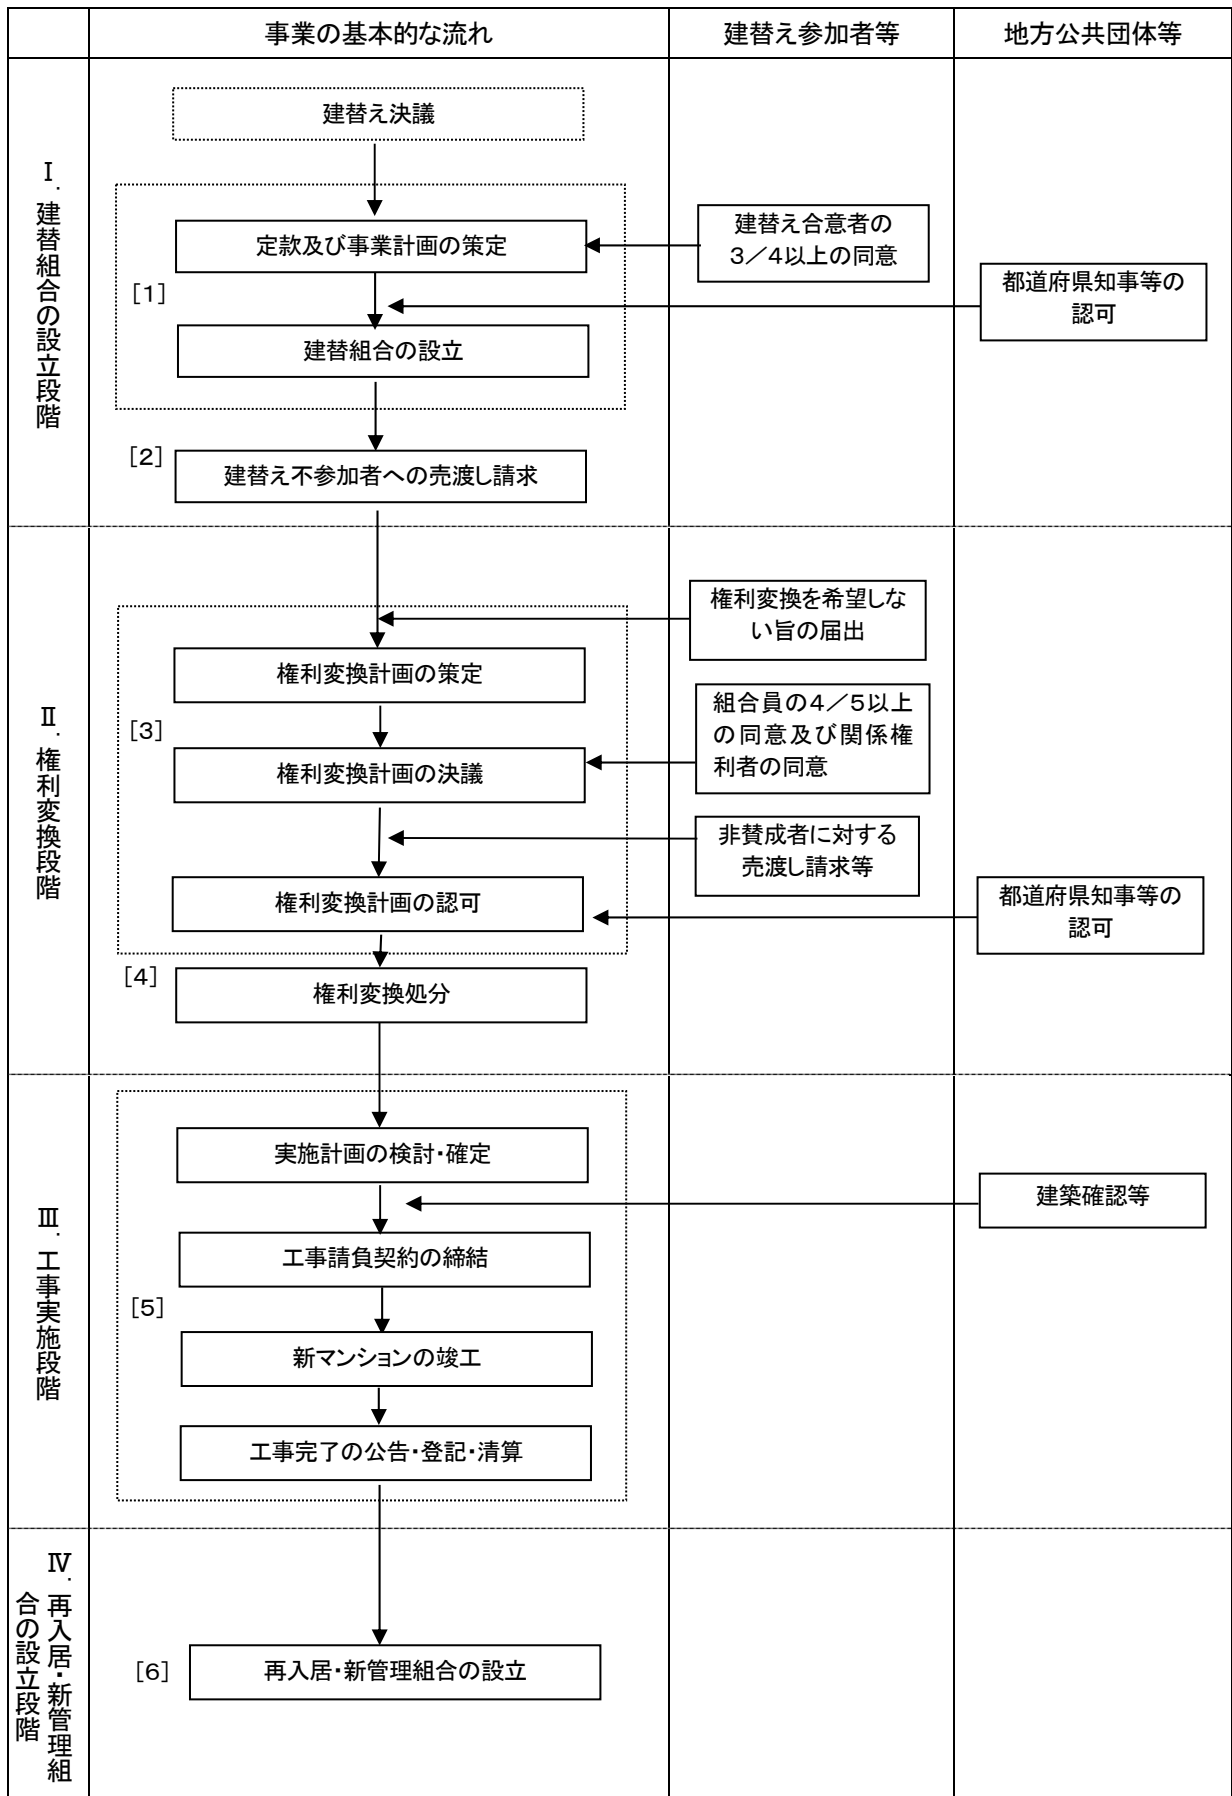 事業の基本的な流れ
建替え参加者等
地方公共団体等
Ⅰ．建替組合の設立段階
建替え決議
定款及び事業計画の策定
建替え合意者の
３／４以上の同意
［１］
都道府県知事等の
認可
建替組合の設立
［２］
建替え不参加者への売渡し請求
Ⅱ．権利変換段階
権利変換を希望しな
い旨の届出
権利変換計画の策定
［３］
組合員の４／５以上
の同意及び関係権
利者の同意
権利変換計画の決議
非賛成者に対する
売渡し請求等
権利変換計画の認可
都道府県知事等の
認可
［４］
権利変換処分
Ⅲ．工事実施段階
実施計画の検討・確定
建築確認等
工事請負契約の締結
［５］
新マンションの竣工
工事完了の公告・登記・清算
Ⅳ．再入居・新管理組
合の設立段階
［６］
再入居・新管理組合の設立